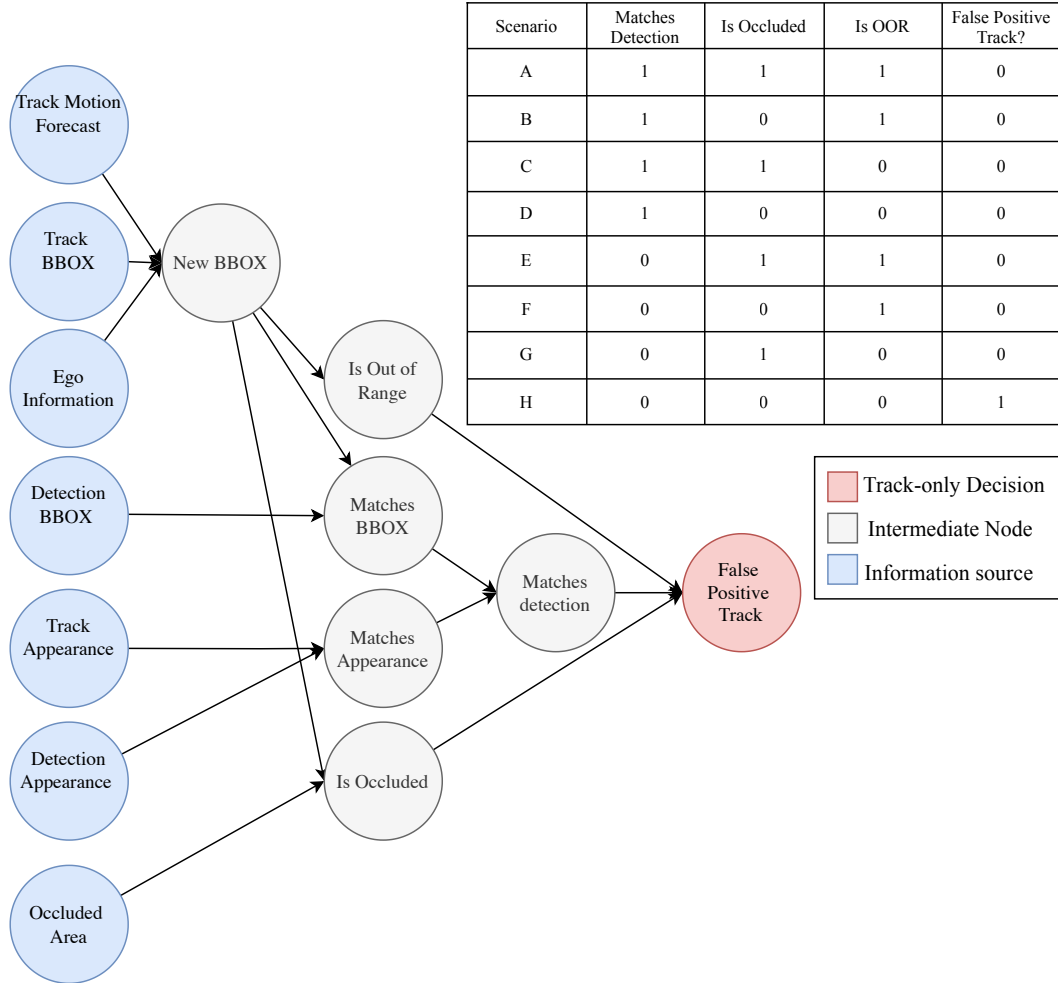 Scenario
Matches
Detection
Is Occluded
Is OOR
False Positive
Track?
A 1 1 1 0
B 1 0 1 0
C 1 1 0 0
D 1 0 0 0
E 0 1 1 0
F 0 0 1 0
G 0 1 0 0
H 0 0 0 1
Track Motion
Forecast
Track
BBOX
New BBOX
Ego
Information
Is Out of
Range
Detection
BBOX
Matches
BBOX
Track
Appearance
Matches
Appearance
Matches
detection
False
Positive
Track
Detection
Appearance
Is Occluded
Occluded
Area
Track-only Decision
Intermediate Node
Information source